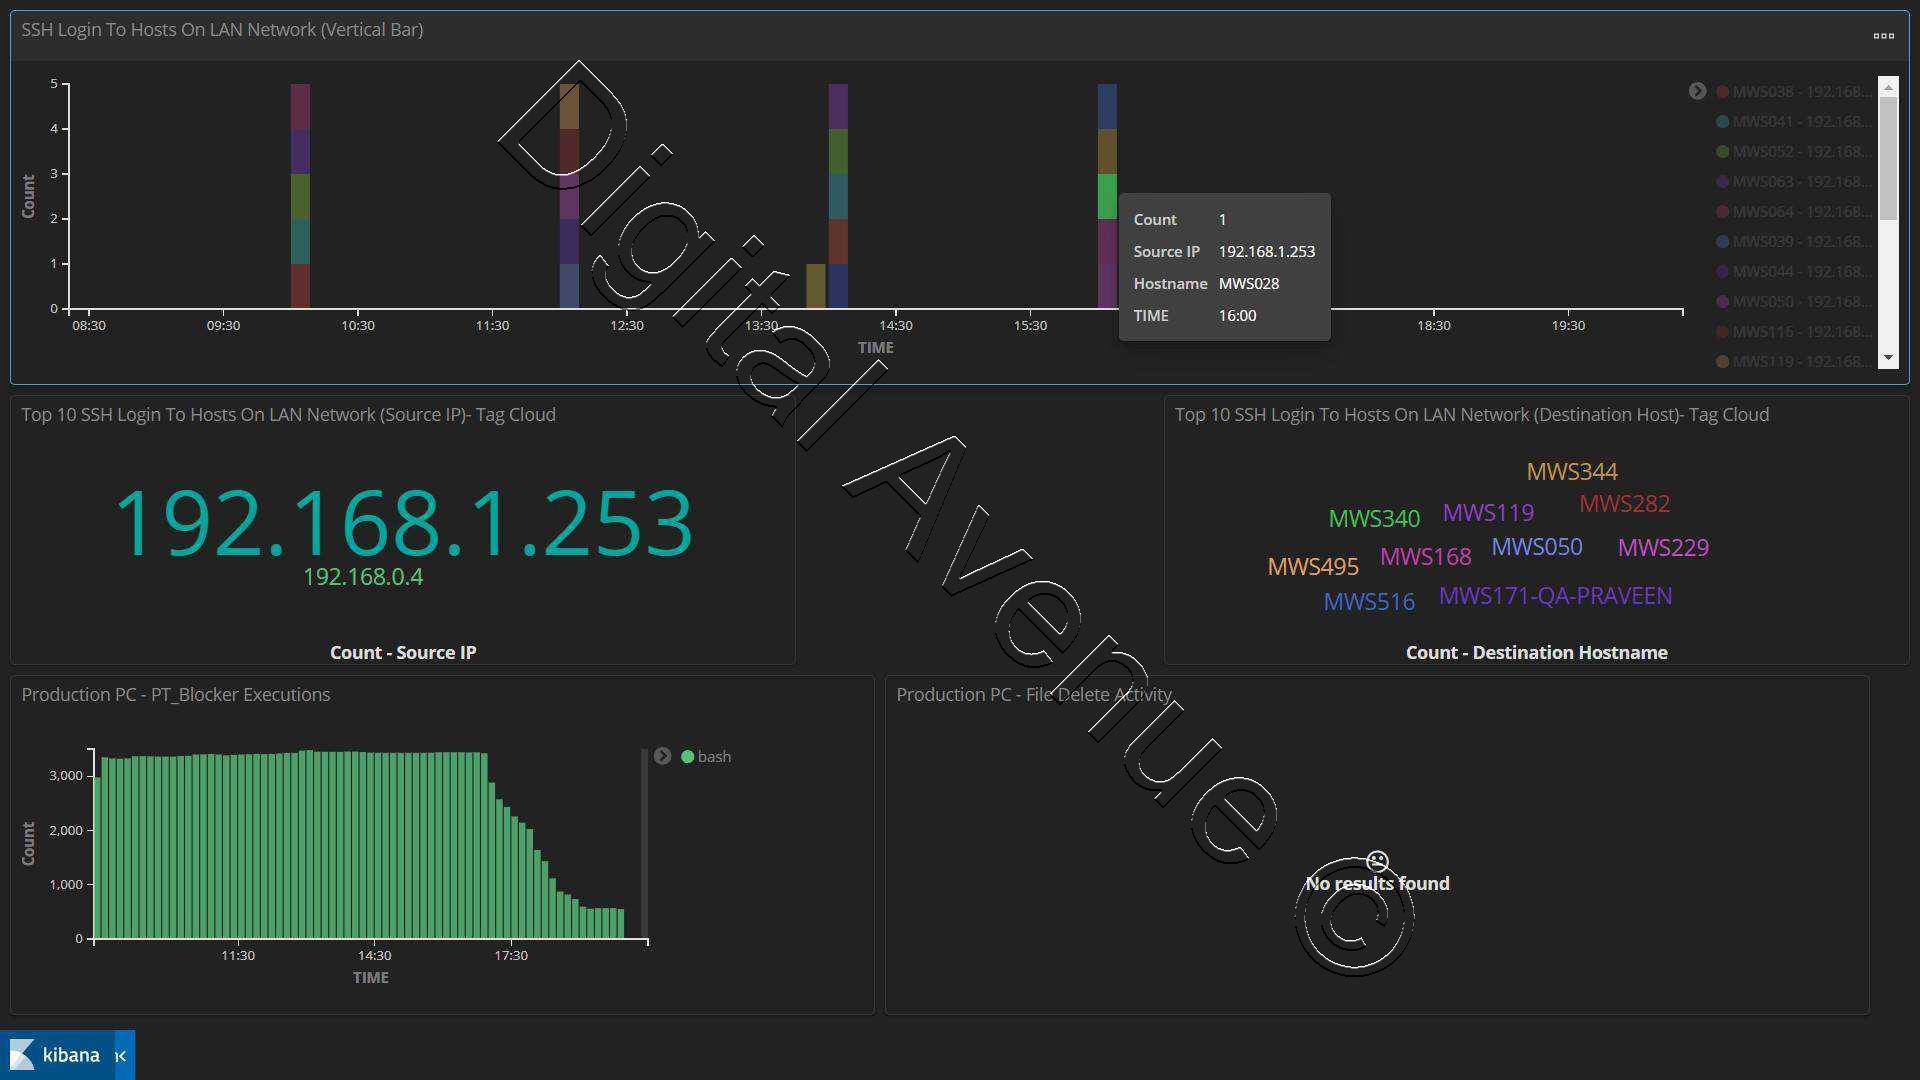 SSH Login To Hosts On LAN Network (Vertical Bar)
5
4
3
2
1
0
Count
08:30
09:30
10:30
11:30
12:30
13:30
14:30
15:30
18:30
19:30
TIME
Count 1
Source IP 192.168.1.253
Hostname MWS028
TIME 16:00
MWS038 - 192.168...
MWS041 - 192.168...
MWS052 - 192.168...
MWS063 - 192.168...
MWS064 - 192.168...
MWS039 - 192.168...
MWS044 - 192.168...
MWS050 - 192.168...
MWS116 - 192.168...
MWS119 - 192.168...
Digital Avenue ©
Top 10 SSH Login To Hosts On LAN Network (Source IP)- Tag Cloud
192.168.1.253
192.168.0.4
Count - Source IP
Top 10 SSH Login To Hosts On LAN Network (Destination Host)- Tag Cloud
MWS344
MWS282
MWS340
MWS119
MWS050
MWS229
MWS168
MWS495
MWS516
MWS171-QA-PRAVEEN
Count - Destination Hostname
Production PC - PT_Blocker Executions
3,000
2,000
1,000
0
Count
11:30
14:30
17:30
TIME
bash
Production PC - File Delete Activity
No results found
kibana